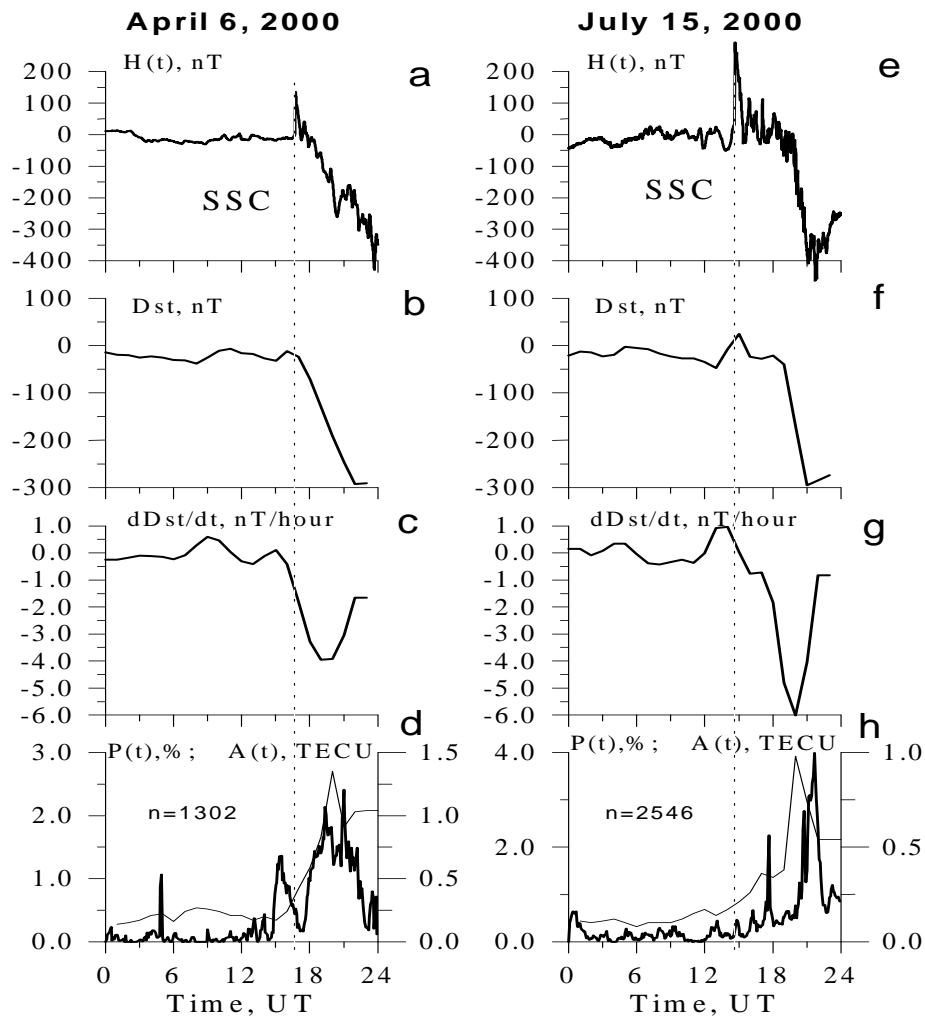 April 6, 2000
H(t), nT
a
200
100
0
-100
-200
-300
-400
SSC
b
Dst, nT
100
0
-100
-200
-300
dDst/dt, nT/hour
c
1.0
0.0
-1.0
-2.0
-3.0
-4.0
-5.0
-6.0
d
P(t),%; A(t), TECU
3.0
2.0
1.0
0.0
1.5
1.0
0.5
0.0
n=1302
0 6 12 18 24
Time, UT
July 15, 2000
H(t), nT
e
200
100
0
-100
-200
-300
-400
SSC
f
Dst, nT
100
0
-100
-200
-300
dDst/dt, nT/hour
g
1.0
0.0
-1.0
-2.0
-3.0
-4.0
-5.0
-6.0
h
P(t),%; A(t), TECU
4.0
2.0
0.0
1.0
0.5
0.0
n=2546
0 6 12 18 24
Time, UT